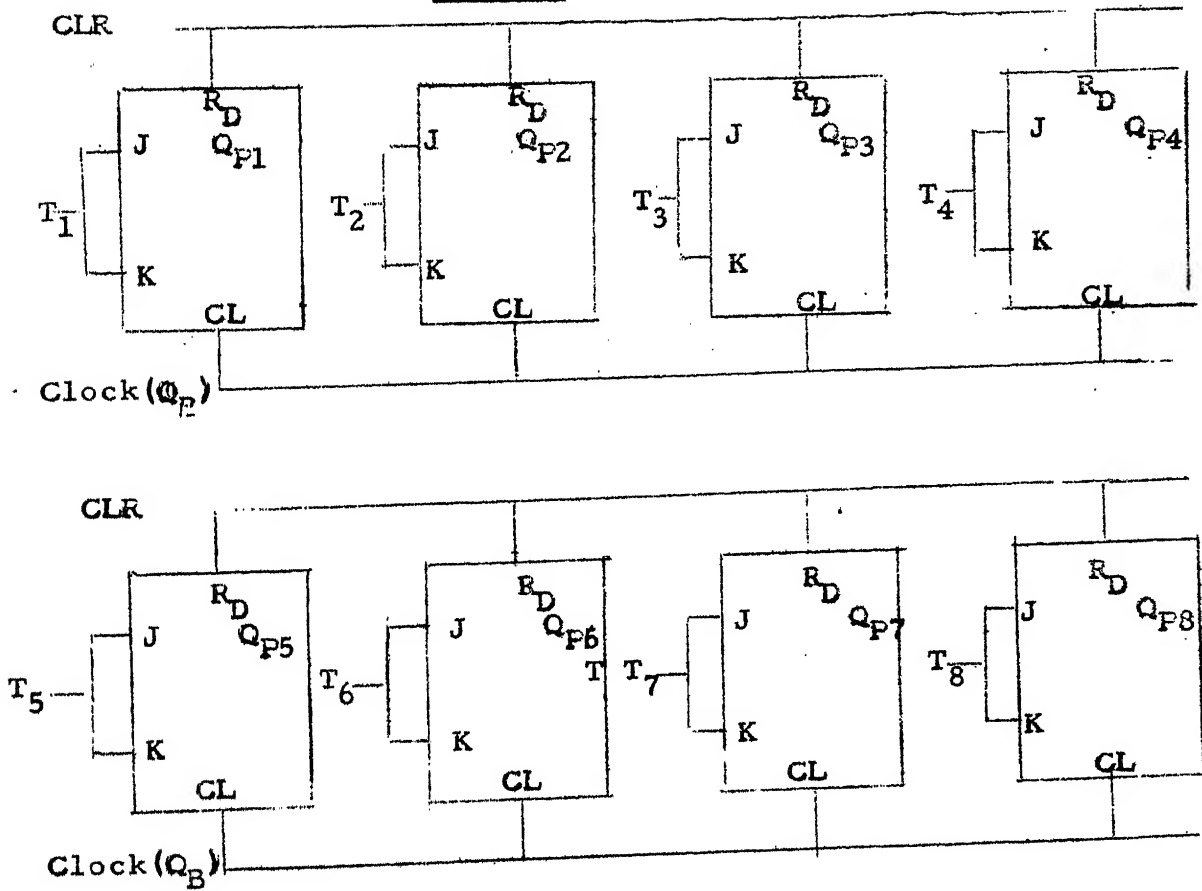 CLR
R_D R_D R_D R_D
J Q_P1 J Q_P2 J Q_P3 J Q_P4
T_1 T_2 T_3 T_4
K K K K
CL CL CL CL
Clock(Q_B)
CLR
R_D R_D R_D R_D
J Q_P5 J Q_P6 J Q_P7 J Q_P8
T
T_5 T_6 T_7 T_8
K K K K
CL CL CL CL
Clock(Q_B)